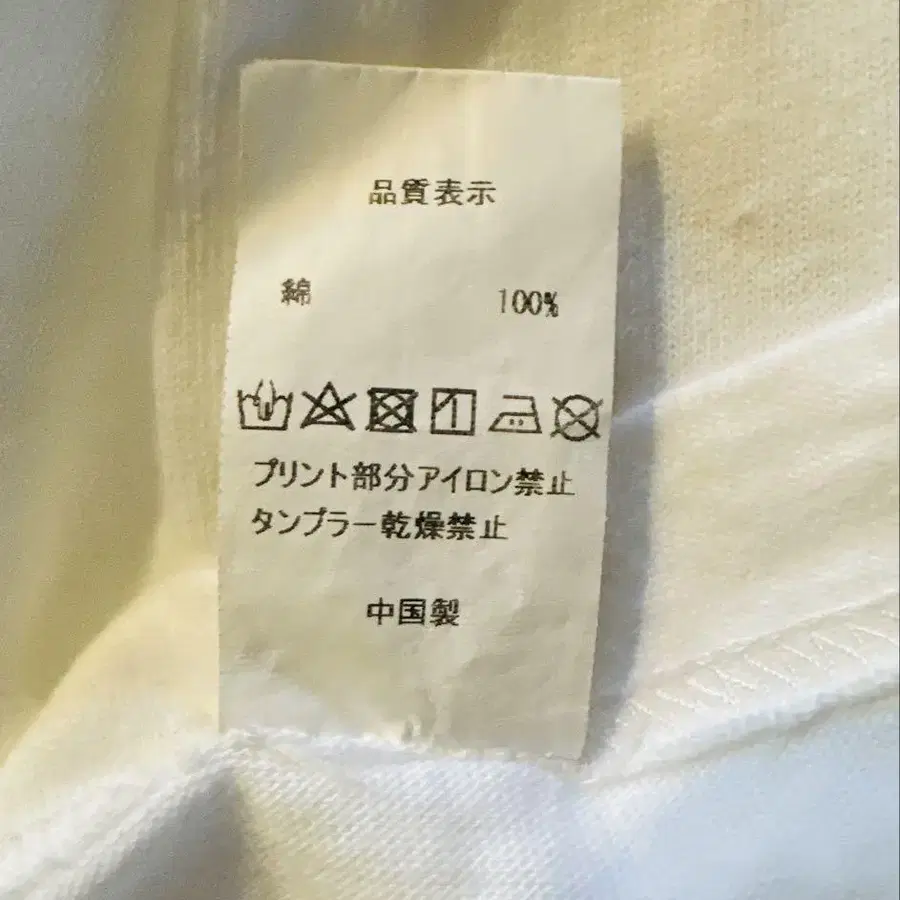 品質表示
綿 100%
プリント部分アイロン禁止
タンブラー乾燥禁止
中国製